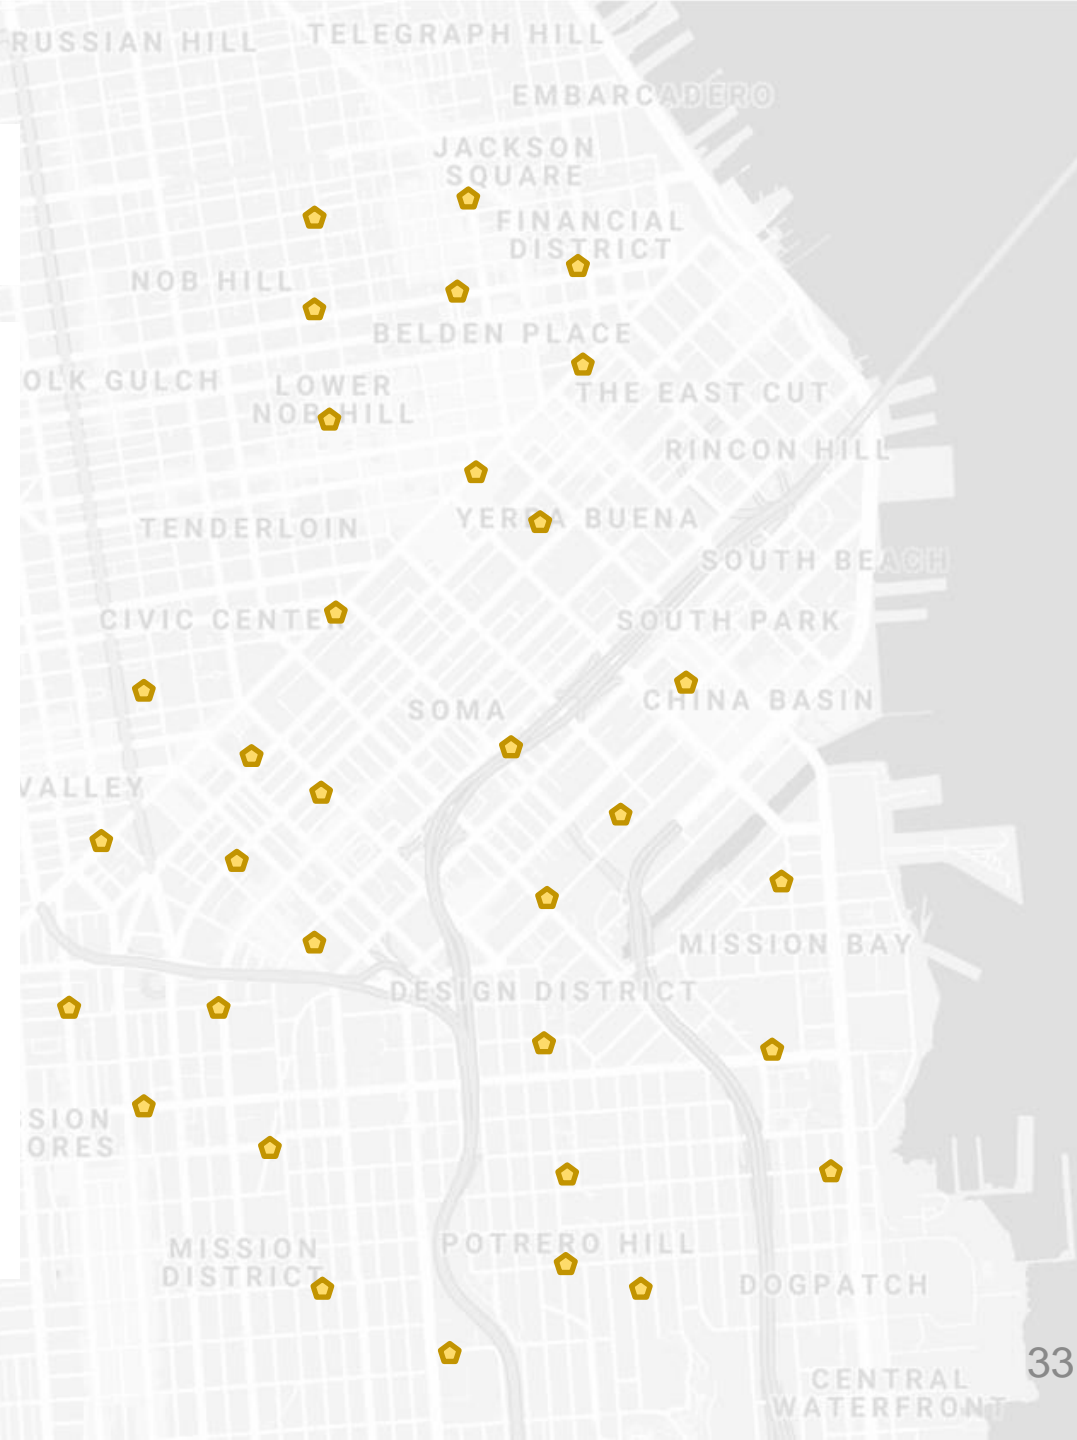 RUSSIAN HILL
TELEGRAPH HILL
EMBARCADERO
JACKSON
SQUARE
FINANCIAL
DISTRICT
NOB HILL
BELDEN PLACE
OLK GULCH
LOWER
NOB HILL
THE EAST CUT
RINCON HILL
TENDERLOIN
YERBA BUENA
SOUTH BEACH
CIVIC CENTER
SOUTH PARK
SOMA
CHINA BASIN
VALLEY
MISSION BAY
DESIGN DISTRICT
SION
ORES
MISSION
DISTRICT
POTRERO HILL
DOGPATCH
33
CENTRAL
WATERFRONT